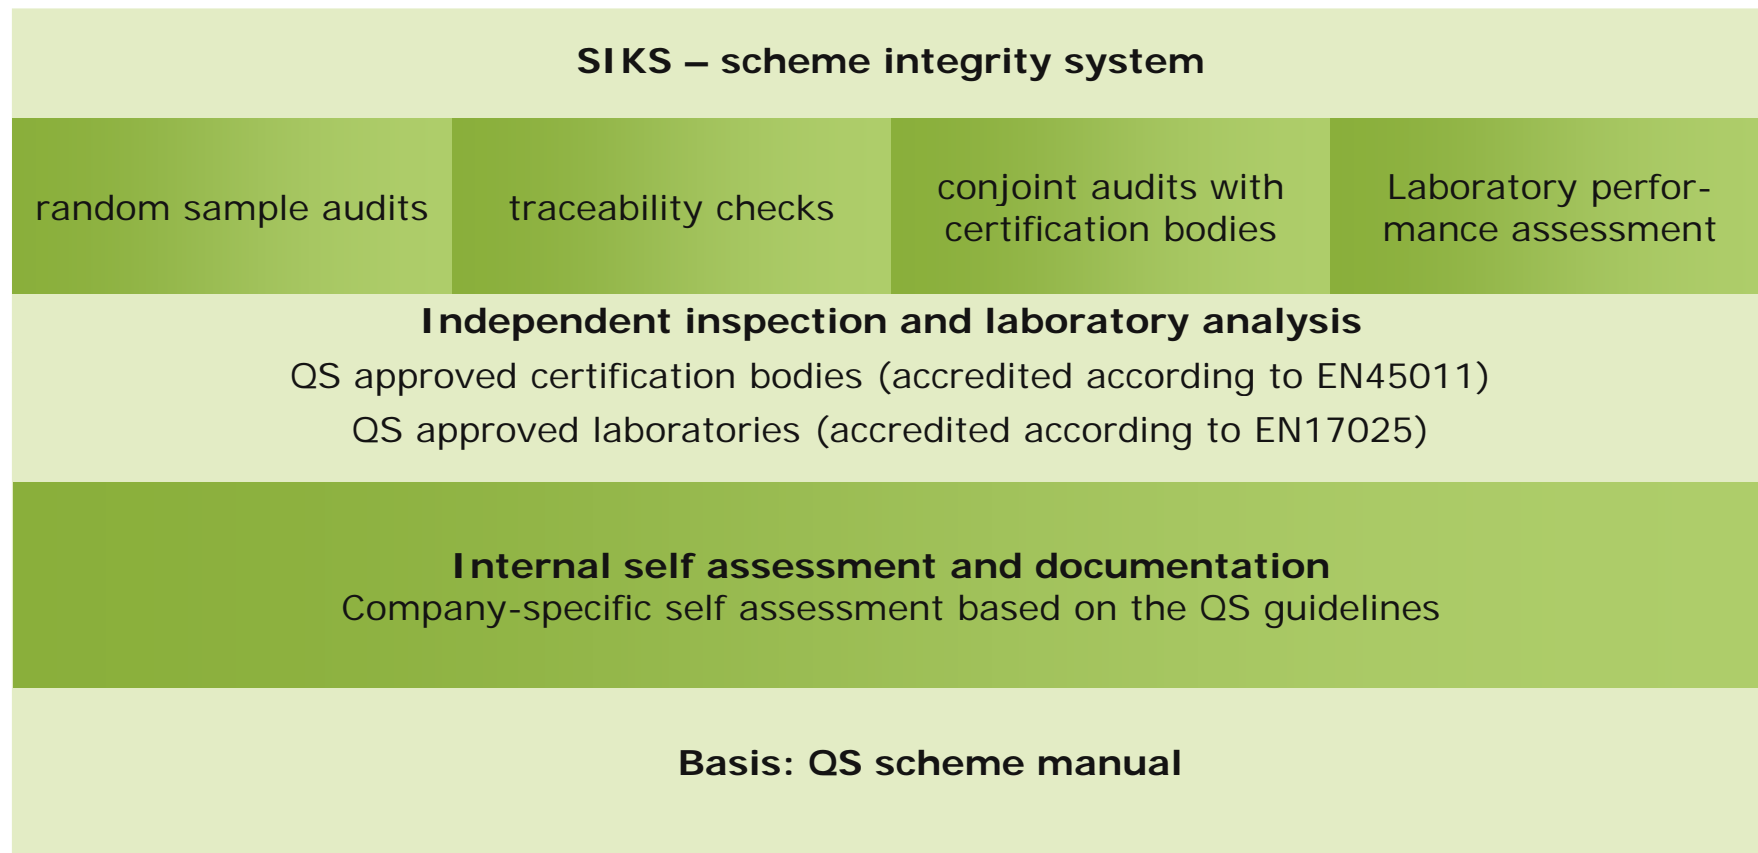 SIKS – scheme integrity system
random sample audits
traceability checks
conjoint audits with
certification bodies
Laboratory perfor-
mance assessment
Independent inspection and laboratory analysis
QS approved certification bodies (accredited according to EN45011)
QS approved laboratories (accredited according to EN17025)
Internal self assessment and documentation
Company-specific self assessment based on the QS guidelines
Basis: QS scheme manual